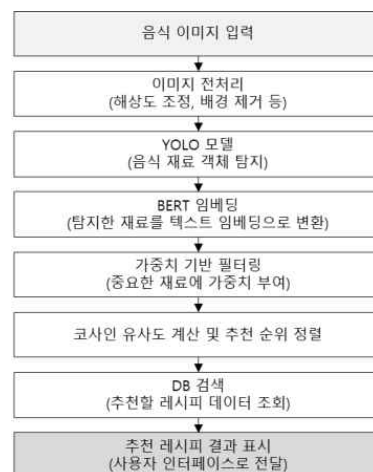 음식 이미지 입력
이미지 전처리
(해상도 조정, 배경 제거 등)
YOLO 모델
(음식 재료 객체 탐지)
BERT 임베딩
(탐지한 재료를 텍스트 임베딩으로 변환)
가중치 기반 필터링
(중요한 재료에 가중치 부여)
코사인 유사도 계산 및 추천 순위 정렬
DB 검색
(추천할 레시피 데이터 조회)
추천 레시피 결과 표시
(사용자 인터페이스로 전달)